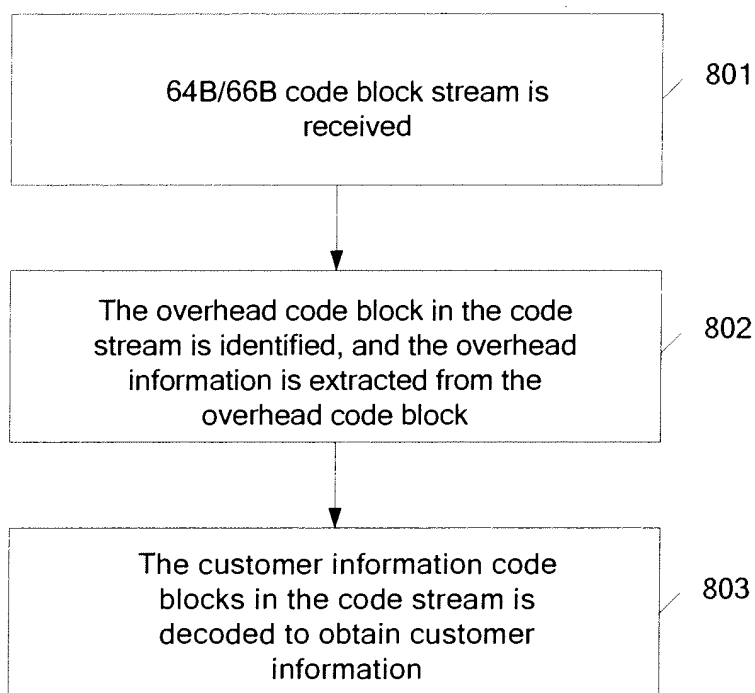 64B/66B code block stream is
received
801
The overhead code block in the code
stream is identified, and the overhead
information is extracted from the
overhead code block
802
The customer information code
blocks in the code stream is
decoded to obtain customer
information
803